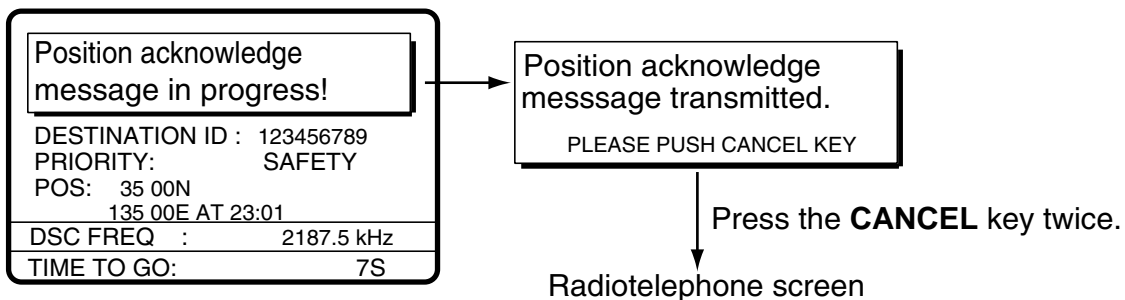 Position acknowledge
message in progress!
DESTINATION ID : 123456789
PRIORITY: SAFETY
POS: 35 00N
135 00E AT 23:01
DSC FREQ : 2187.5 kHz
TIME TO GO: 7S
Position acknowledge
messsage transmitted.
PLEASE PUSH CANCEL KEY
Press the CANCEL key twice.
Radiotelephone screen